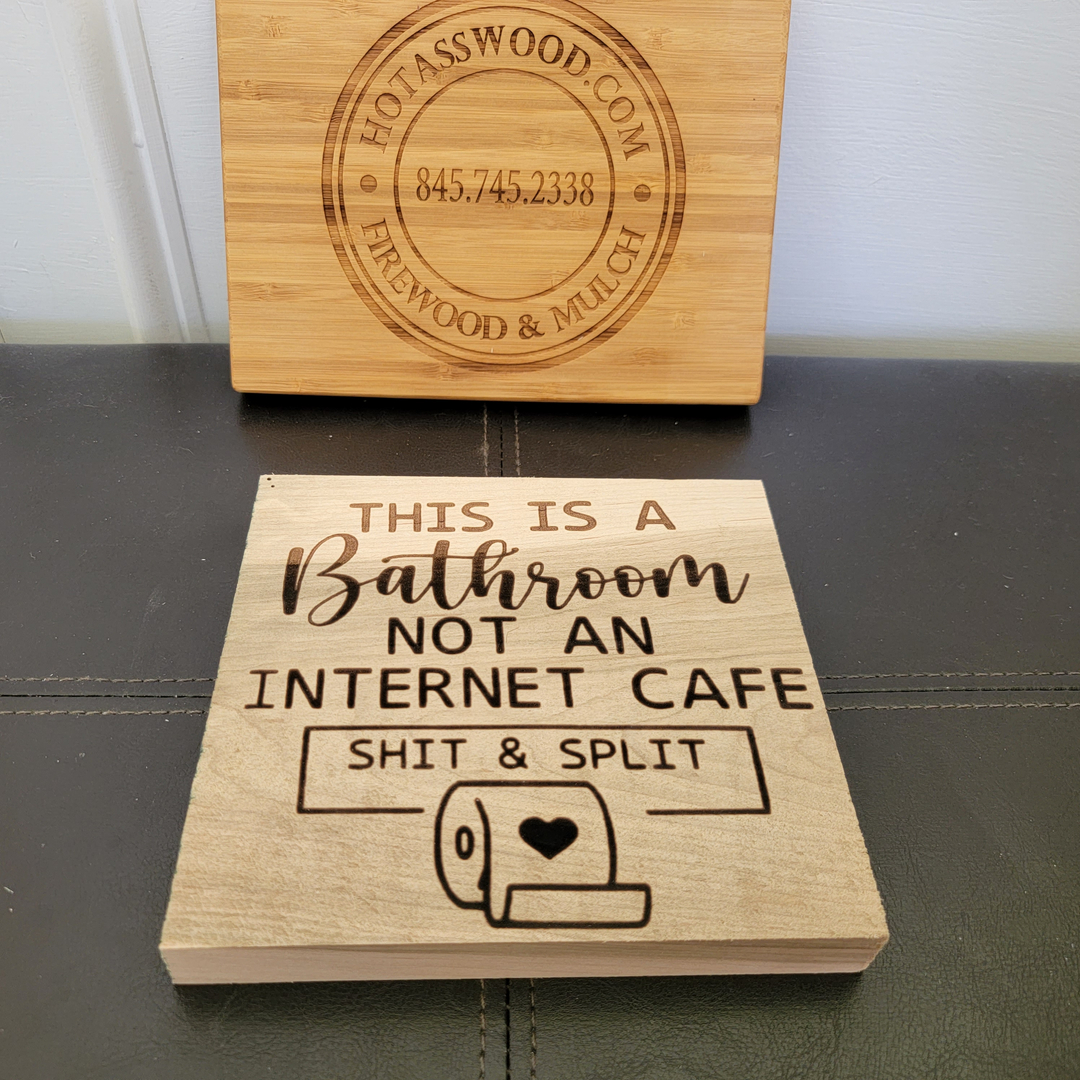 HOTASSWOOD.COM
845.745.2338
FIREWOOD & MULCH
THIS IS A
Bathroom
NOT AN
INTERNET CAFE
SHIT & SPLIT